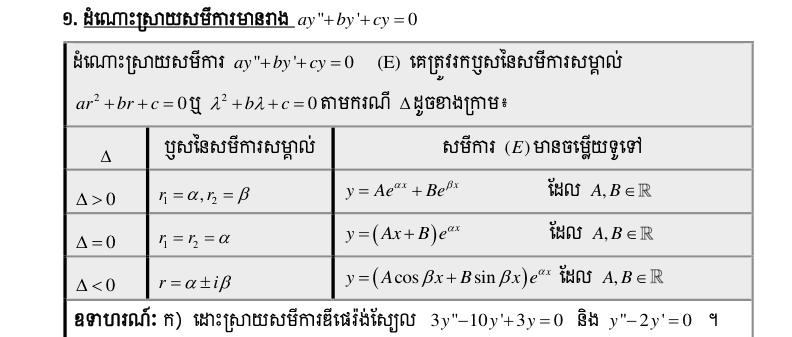 ១. ដំណោះស្រាយសមីការមានរាង ay"+by'+cy=0
ដំណោះស្រាយសមីការ ay"+by'+cy=0 (E) គេត្រូវរកឫសនៃសមីការសម្គាល់
ar²+br+c=0 ឬ λ²+bλ+c=0 តាមករណី Δ ដូចខាងក្រាម៖
Δ ឫសនៃសមីការសម្គាល់ សមីការ (E) មានចម្លើយទូទៅ
Δ>0 r₁=α, r₂=β y=Ae^{αx}+Be^{βx} ដែល A,B∈ℝ
Δ=0 r₁=r₂=α y=(Ax+B)e^{αx} ដែល A,B∈ℝ
Δ<0 r=α±iβ y=(Acosβx+Bsinβx)e^{αx} ដែល A,B∈ℝ
ឧទាហរណ៍: ក) ដោះស្រាយសមីការឌីផេរ៉ង់ស្យែល 3y"-10y'+3y=0 និង y"-2y'=0 ។